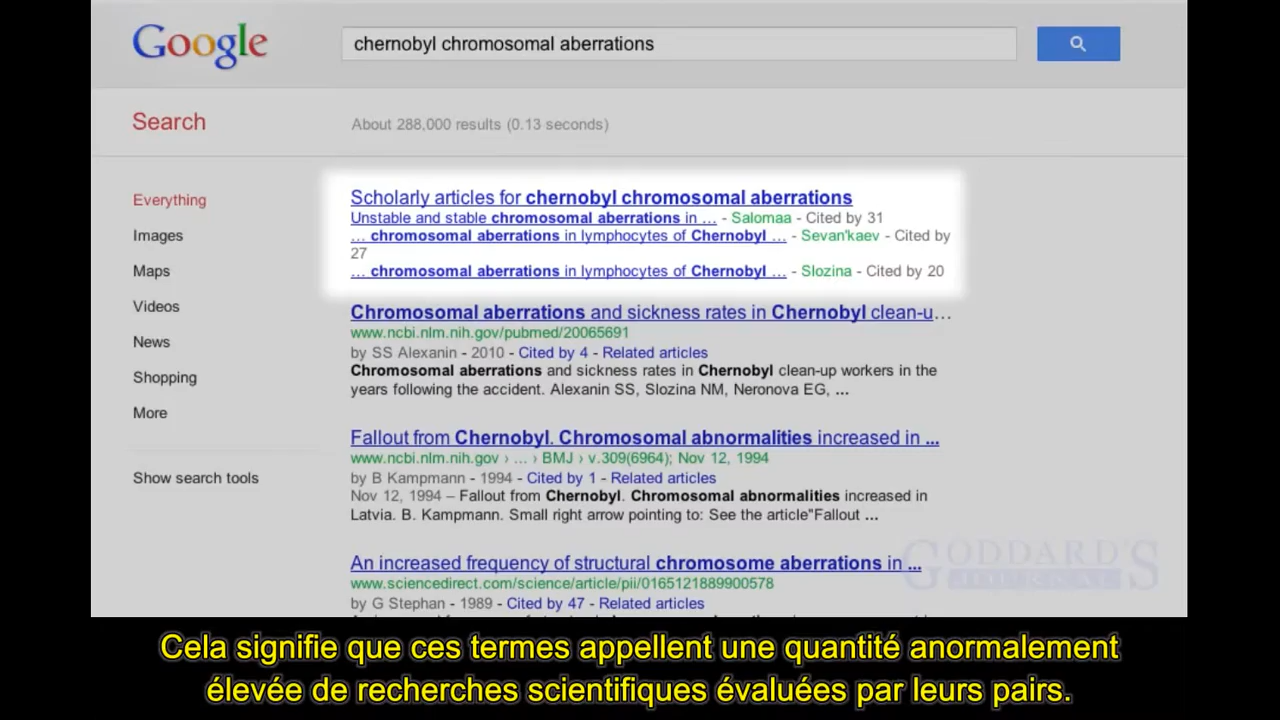 Google
chernobyl chromosomal aberrations
Search
About 288,000 results (0.13 seconds)
Everything
Images
Maps
Videos
News
Shopping
More
Show search tools
Scholarly articles for chernobyl chromosomal aberrations
Unstable and stable chromosomal aberrations in ... - Salomaa - Cited by 31
... chromosomal aberrations in lymphocytes of Chernobyl ... - Sevan'kaev - Cited by
27
... chromosomal aberrations in lymphocytes of Chernobyl ... - Slozina - Cited by 20
Chromosomal aberrations and sickness rates in Chernobyl clean-u...
www.ncbi.nlm.nih.gov/pubmed/20065691
by SS Alexanin - 2010 - Cited by 4 - Related articles
Chromosomal aberrations and sickness rates in Chernobyl clean-up workers in the
years following the accident. Alexanin SS, Slozina NM, Neronova EG, ...
Fallout from Chernobyl. Chromosomal abnormalities increased in ...
www.ncbi.nlm.nih.gov › ... › BMJ › v.309(6964); Nov 12, 1994
by B Kampmann - 1994 - Cited by 1 - Related articles
Nov 12, 1994 – Fallout from Chernobyl. Chromosomal abnormalities increased in
Latvia. B. Kampmann. Small right arrow pointing to: See the article"Fallout ...
An increased frequency of structural chromosome aberrations in ...
www.sciencedirect.com/science/article/pii/0165121889900578
by G Stephan - 1989 - Cited by 47 - Related articles
GODDARD'S
JOURNAL
Cela signifie que ces termes appellent une quantité anormalement
élevée de recherches scientifiques évaluées par leurs pairs.